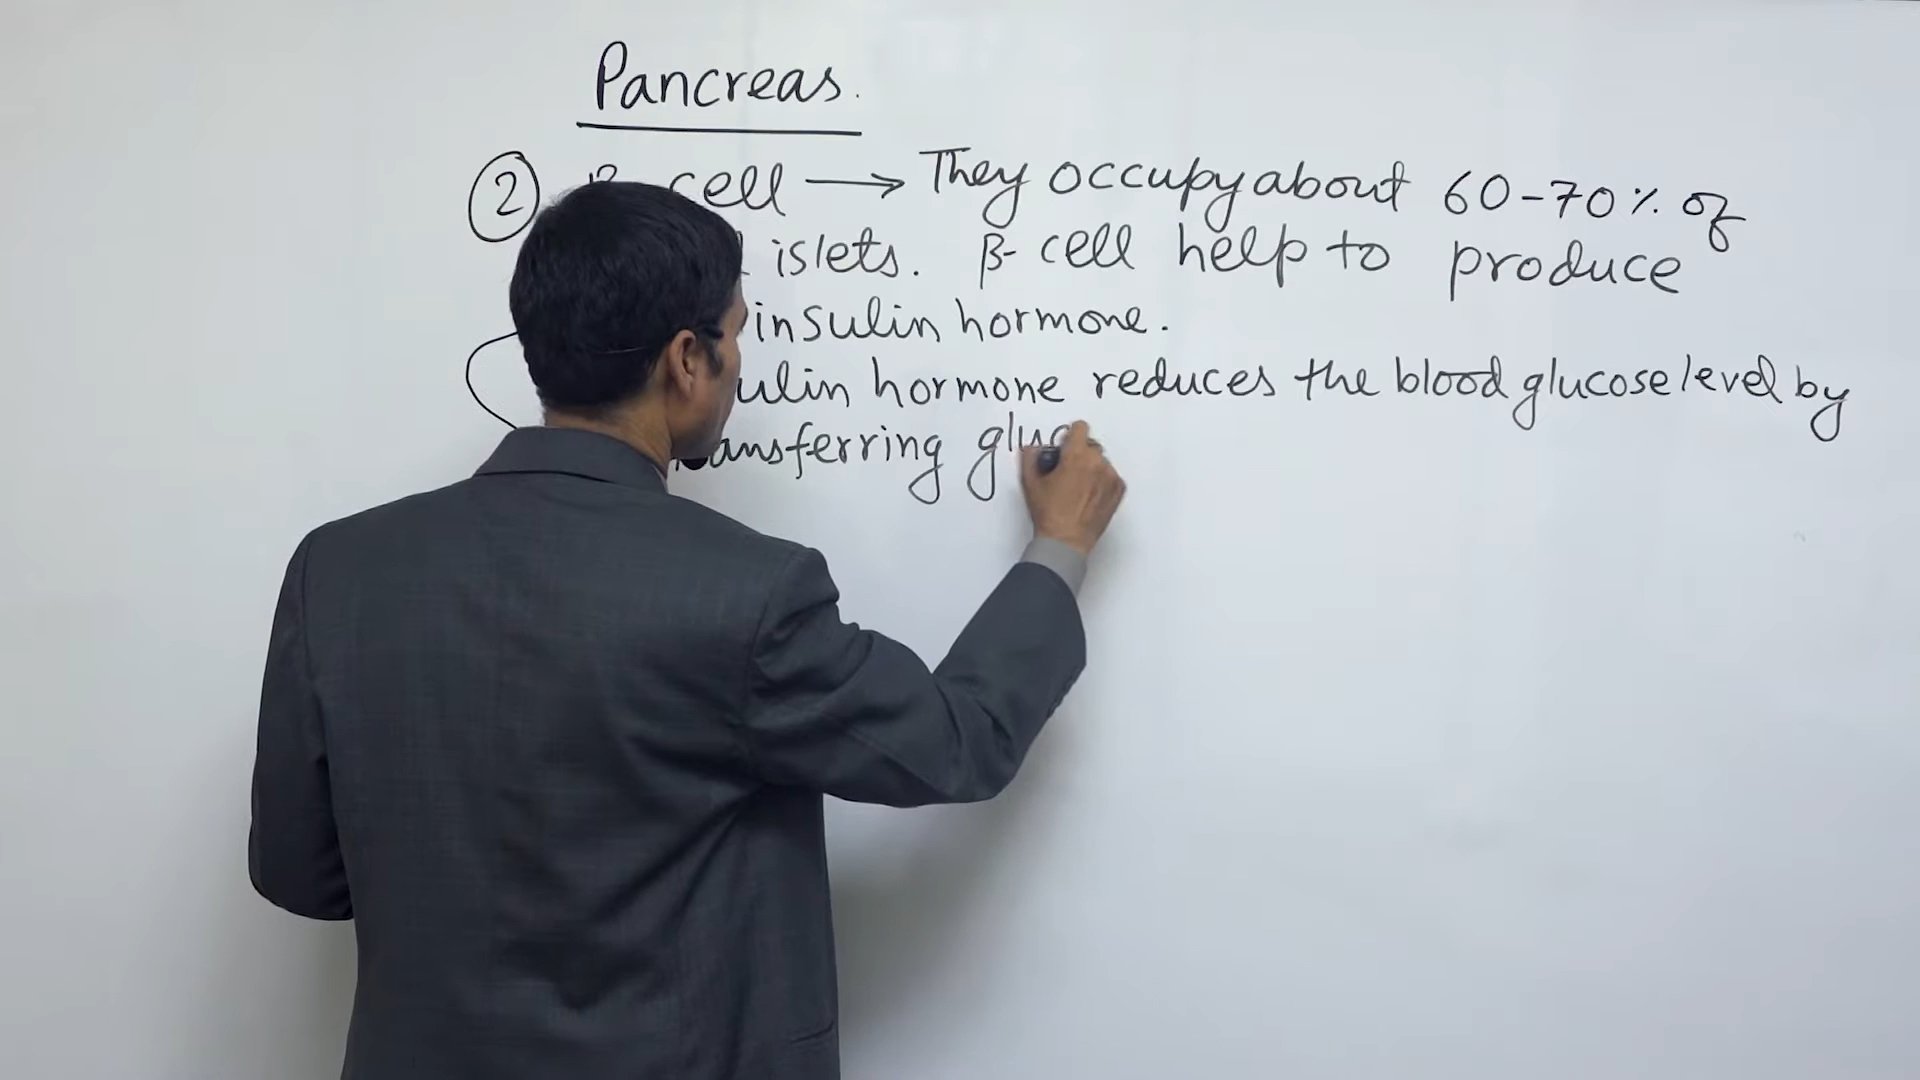 Pancreas.
2 cell → They occupy about 60-70% of
islets. β-cell help to produce
insulin hormone.
ulin hormone reduces the blood glucose level by
ansferring gluc